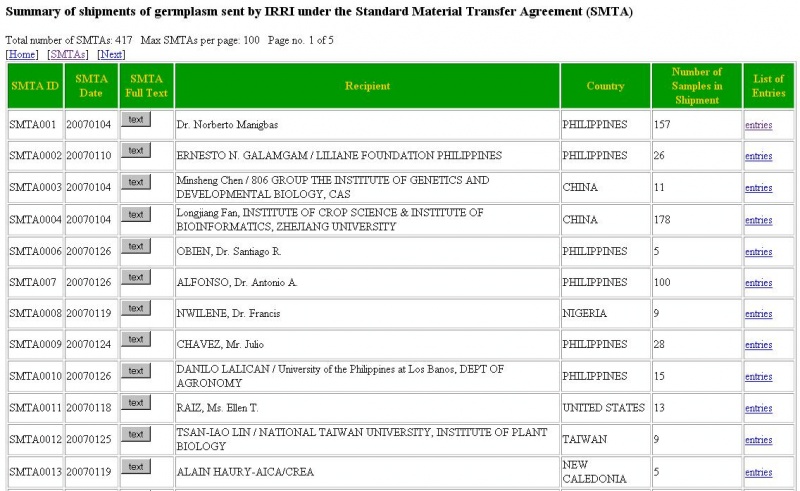 Summary of shipments of germplasm sent by IRRI under the Standard Material Transfer Agreement (SMTA)
Total number of SMTAs: 417 Max SMTAs per page: 100 Page no. 1 of 5
[Home] [SMTAs] [Next]
SMTA ID SMTA Date SMTA Full Text Recipient Country Number of Samples in Shipment List of Entries
SMTA001 20070104 text Dr. Norberto Manigbas PHILIPPINES 157 entries
SMTA0002 20070110 text ERNESTO N. GALAMGAM / LILIANE FOUNDATION PHILIPPINES PHILIPPINES 26 entries
SMTA0003 20070104 text Minsheng Chen / 806 GROUP THE INSTITUTE OF GENETICS AND DEVELOPMENTAL BIOLOGY, CAS CHINA 11 entries
SMTA0004 20070104 text Longjiang Fan, INSTITUTE OF CROP SCIENCE & INSTITUTE OF BIOINFORMATICS, ZHEJIANG UNIVERSITY CHINA 178 entries
SMTA0006 20070126 text OBIEN, Dr. Santiago R. PHILIPPINES 5 entries
SMTA007 20070126 text ALFONSO, Dr. Antonio A. PHILIPPINES 100 entries
SMTA0008 20070119 text NWILENE, Dr. Francis NIGERIA 9 entries
SMTA0009 20070124 text CHAVEZ, Mr. Julio PHILIPPINES 28 entries
SMTA0010 20070126 text DANILO LALICAN / University of the Philippines at Los Banos, DEPT OF AGRONOMY PHILIPPINES 15 entries
SMTA0011 20070118 text RAIZ, Ms. Ellen T. UNITED STATES 13 entries
SMTA0012 20070125 text TSAN-IAO LIN / NATIONAL TAIWAN UNIVERSITY, INSTITUTE OF PLANT BIOLOGY TAIWAN 9 entries
SMTA0013 20070119 text ALAIN HAURY-AICA/CREA NEW CALEDONIA 5 entries